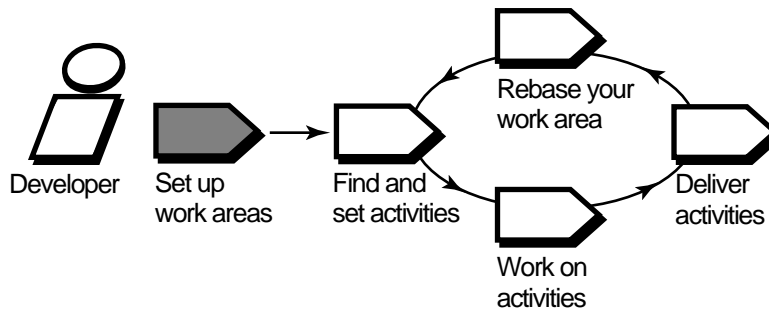 Developer
Set up
work areas
Find and
set activities
Rebase your
work area
Work on
activities
Deliver
activities